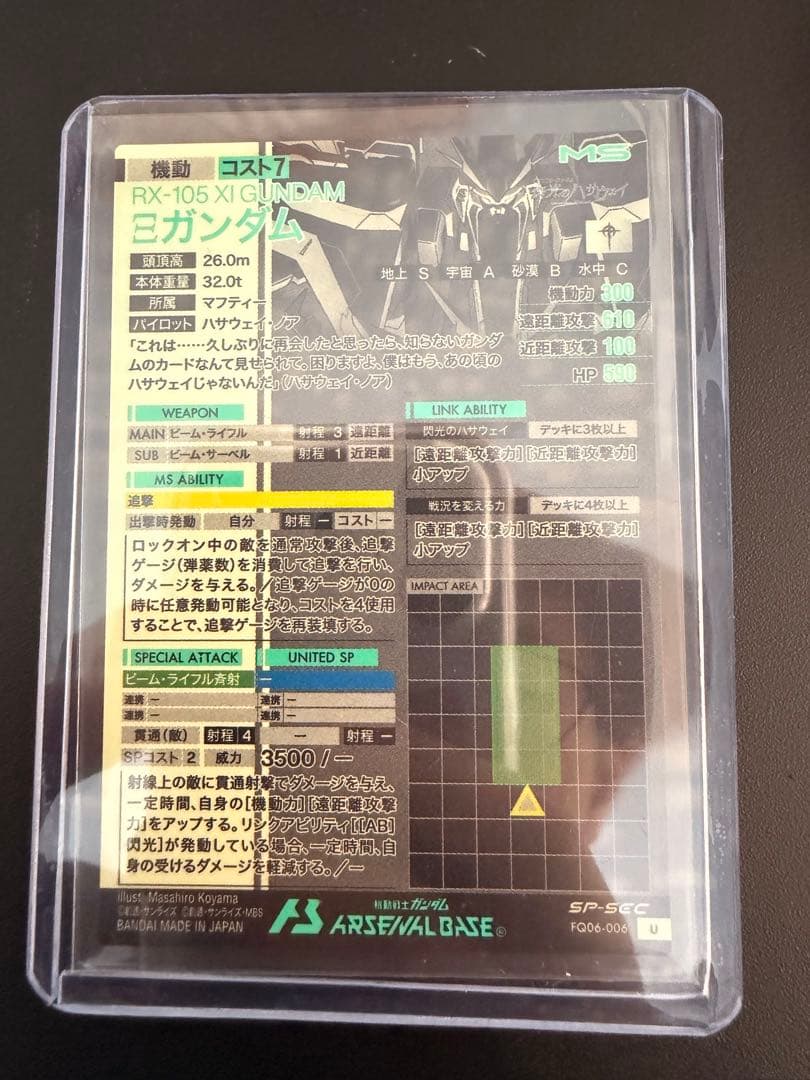 機動 コスト7
MS
RX-105 ΞI GUNDAM
Ξガンダム
頭頂高 26.0m
本体重量 32.0t
所属 マフティー
パイロット ハサウェイ・ノア
地上 S 宇宙 A 砂漠 B 水中 C
機動力 300
遠距離攻撃 610
近距離攻撃 100
HP 590
「これは……久しぶりに再会したと思ったら、知らないガンダ
ムのカードなんて見せられて。困りますよ、僕はもう、あの頃の
ハサウェイじゃないんだ」(ハサウェイ・ノア)
WEAPON
MAIN ビーム・ライフル 射程 3 遠距離
SUB ビーム・サーベル 射程 1 近距離
MS ABILITY
追撃
出撃時発動 自分 射程 ー コスト ー
ロックオン中の敵を通常攻撃後、追撃
ゲージ(弾薬数)を消費して追撃を行い、
ダメージを与える。/追撃ゲージが0の
時に任意発動可能となり、コストを4使用
することで、追撃ゲージを再装填する。
LINK ABILITY
閃光のハサウェイ デッキに3枚以上
[遠距離攻撃力][近距離攻撃力]
小アップ
戦況を変える力 デッキに4枚以上
[遠距離攻撃力][近距離攻撃力]
小アップ
IMPACT AREA
SPECIAL ATTACK UNITED SP
ビーム・ライフル斉射 ー
連携 ー 連携 ー
連携 ー 連携 ー
貫通(敵) 射程 4 ー 射程 ー
SPコスト 2 威力 3500 / ー
射線上の敵に貫通射撃でダメージを与え、
一定時間、自身の[機動力][遠距離攻撃
力]をアップする。リンクアビリティ[[AB]
閃光]が発動している場合、一定時間、自
身の受けるダメージを軽減する。/ー
illust. Masahiro Koyama
©創通・サンライズ ©創通・サンライズ・MBS
BANDAI MADE IN JAPAN
機動戦士ガンダム
AB ARSENAL BASE
SP-SEC
FQ06-006 U